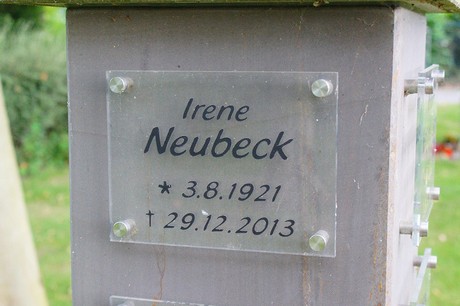 Irene
Neubeck
* 3.8.1921
† 29.12.2013